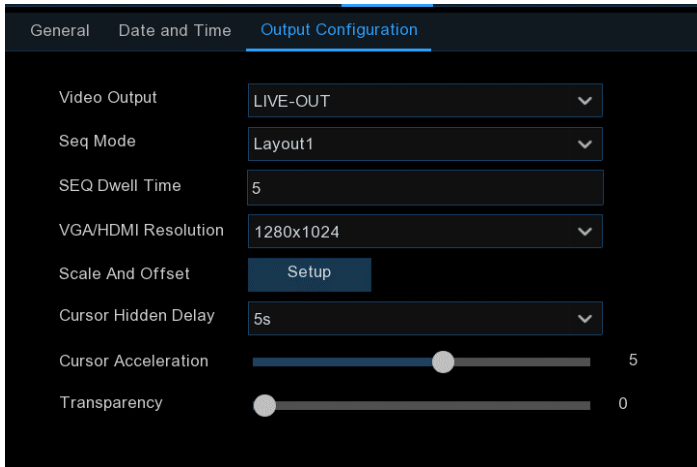 General Date and Time Output Configuration
Video Output LIVE-OUT
Seq Mode Layout1
SEQ Dwell Time 5
VGA/HDMI Resolution 1280x1024
Scale And Offset Setup
Cursor Hidden Delay 5s
Cursor Acceleration 5
Transparency 0